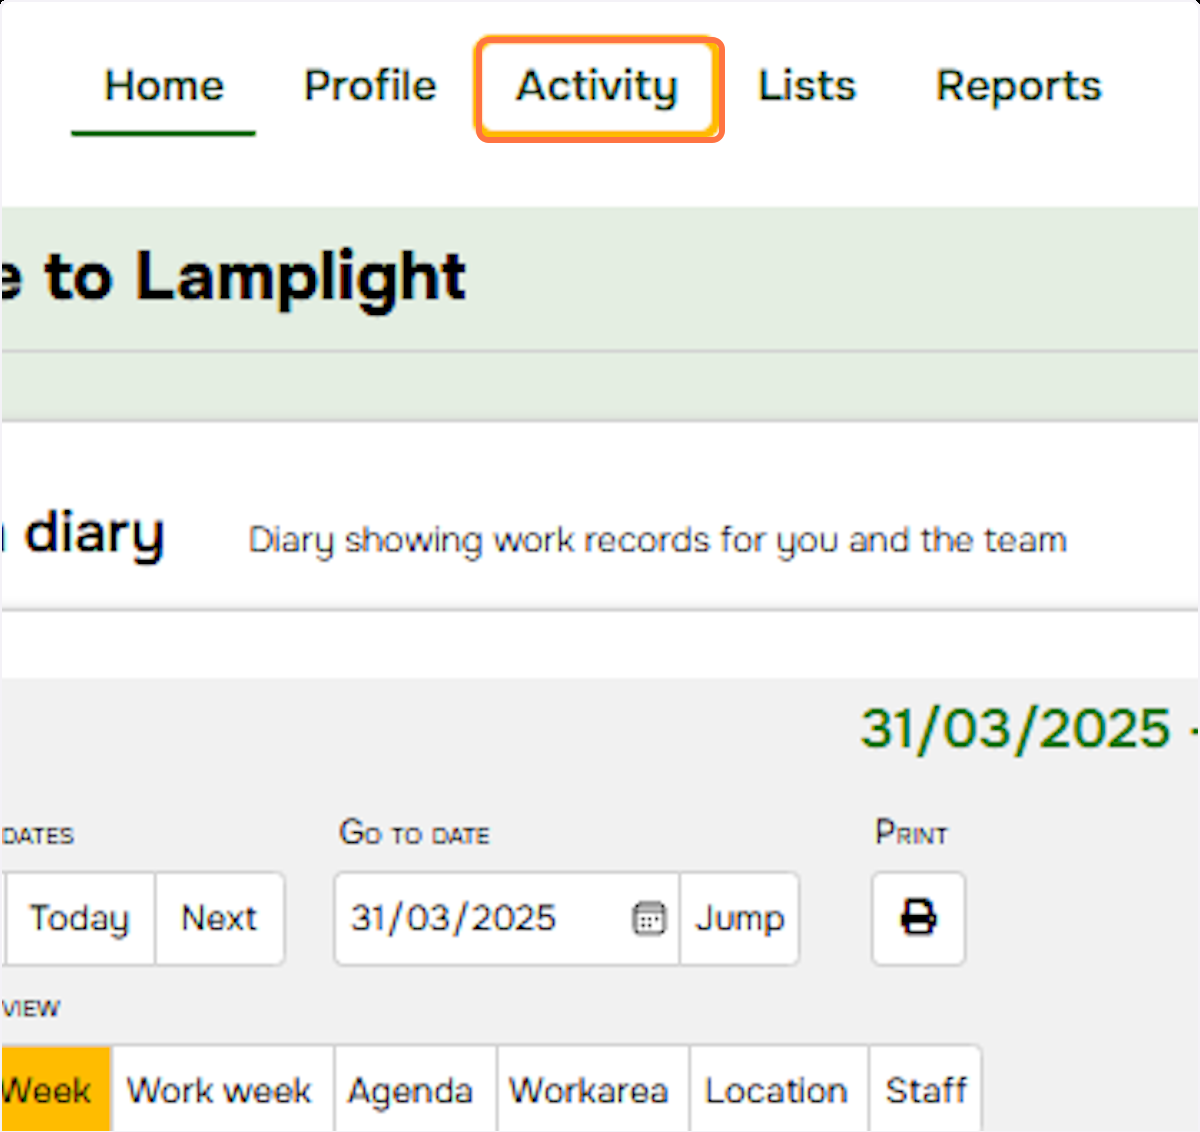 Home Profile Activity Lists Reports
e to Lamplight
diary Diary showing work records for you and the team
31/03/2025 -
DATES Go to date Print
Today Next 31/03/2025 Jump
VIEW
Week Work week Agenda Workarea Location Staff